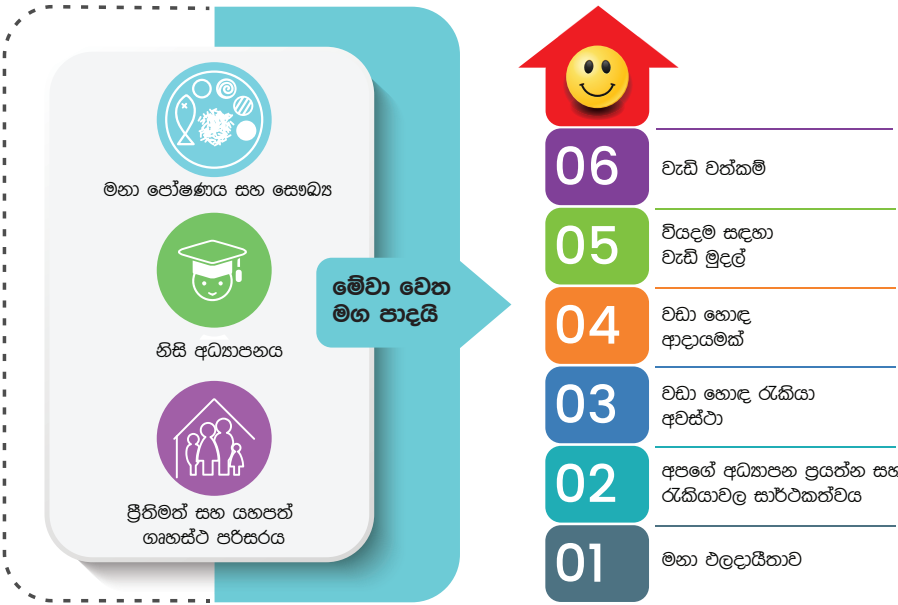 මනා පෝෂණය සහ සෞඛ්‍ය
නිසි අධ්‍යාපනය
ප්‍රීතිමත් සහ යහපත්
ගෘහස්ථ පරිසරය
මේවා වෙත
මග පාදයි
06
වැඩි වත්කම්
05
වියදම සඳහා
වැඩි මුදල්
04
වඩා හොඳ
ආදායමක්
03
වඩා හොඳ රැකියා
අවස්ථා
02
අපගේ අධ්‍යාපන ප්‍රයත්න සහ
රැකියාවල සාර්ථකත්වය
01
මනා ඵලදායීතාව